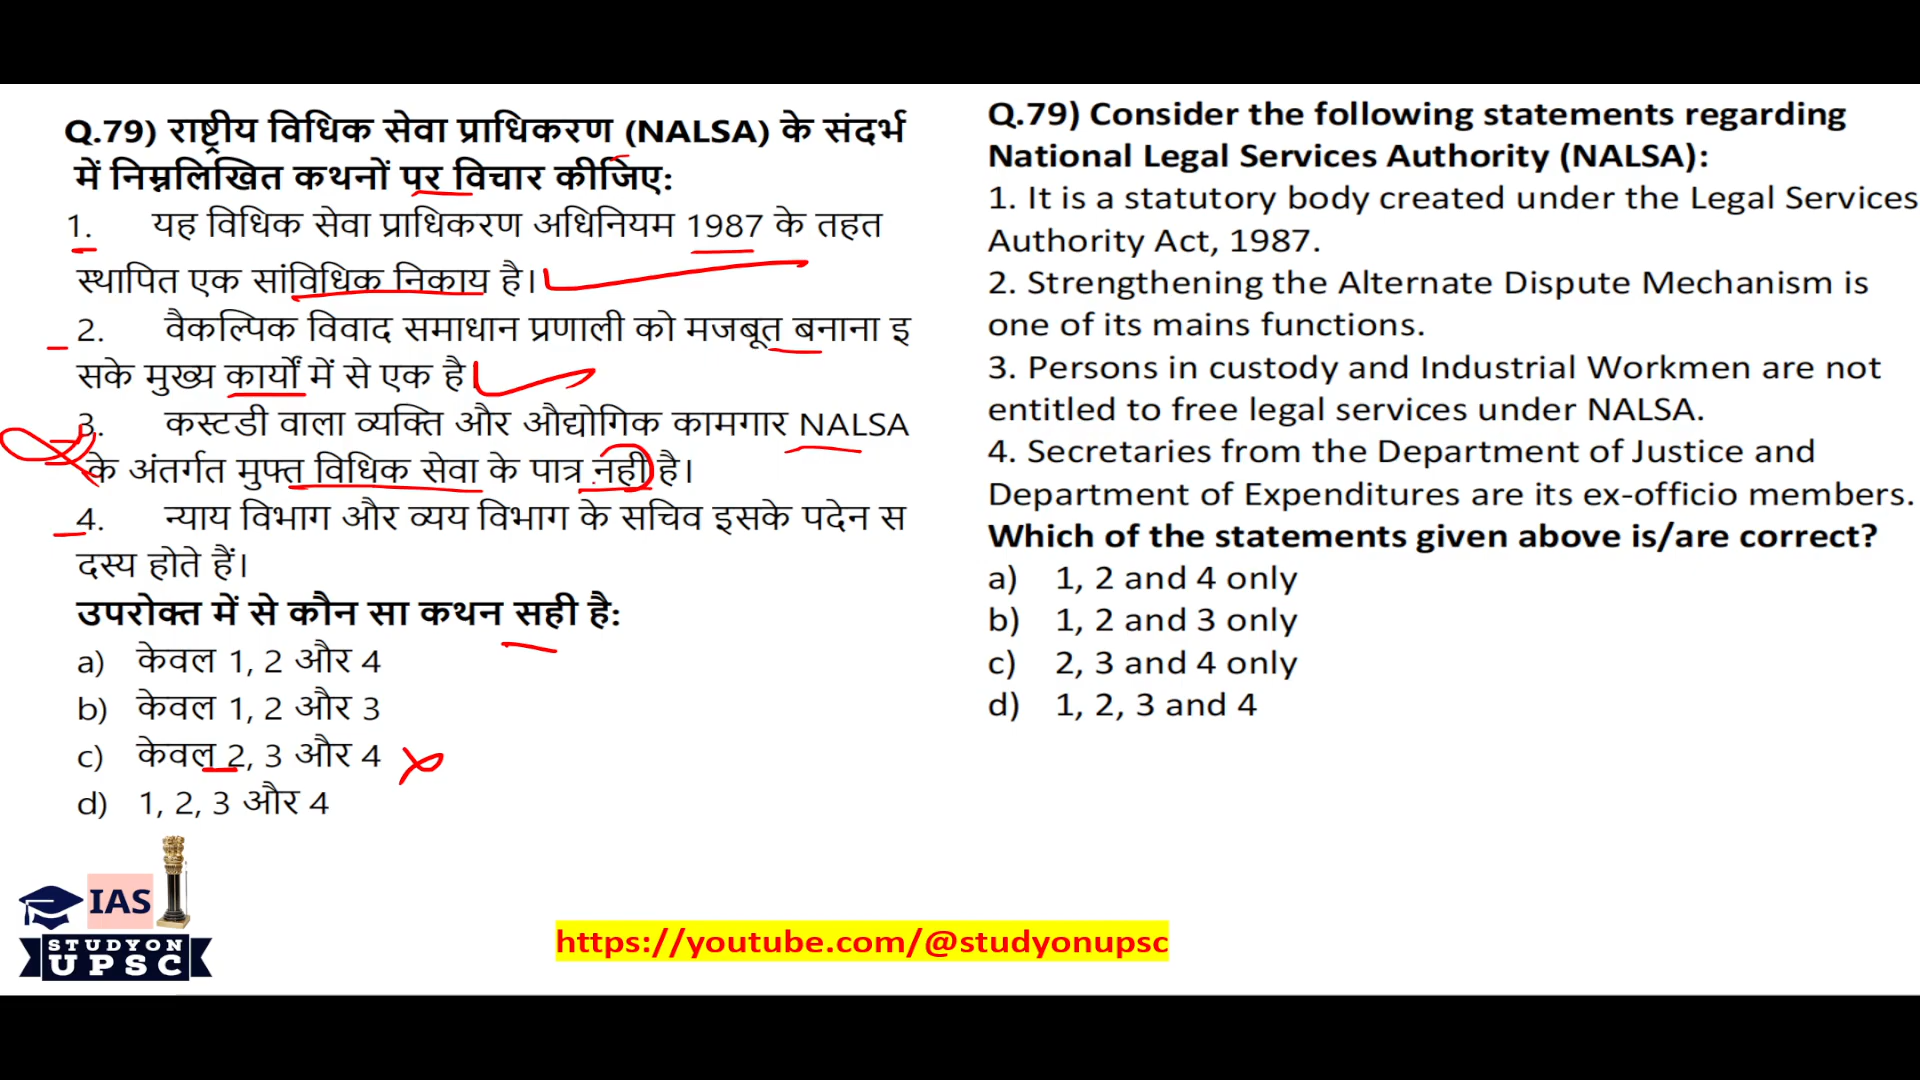 Q.79) राष्ट्रीय विधिक सेवा प्राधिकरण (NALSA) के संदर्भ
में निम्नलिखित कथनों पर विचार कीजिए:
1. यह विधिक सेवा प्राधिकरण अधिनियम 1987 के तहत
स्थापित एक सांविधिक निकाय है।
2. वैकल्पिक विवाद समाधान प्रणाली को मजबूत बनाना इ
सके मुख्य कार्यों में से एक है।
3. कस्टडी वाला व्यक्ति और औद्योगिक कामगार NALSA
के अंतर्गत मुफ्त विधिक सेवा के पात्र नही है।
4. न्याय विभाग और व्यय विभाग के सचिव इसके पदेन स
दस्य होते हैं।
उपरोक्त में से कौन सा कथन सही है:
a) केवल 1, 2 और 4
b) केवल 1, 2 और 3
c) केवल 2, 3 और 4
d) 1, 2, 3 और 4
Q.79) Consider the following statements regarding
National Legal Services Authority (NALSA):
1. It is a statutory body created under the Legal Services
Authority Act, 1987.
2. Strengthening the Alternate Dispute Mechanism is
one of its mains functions.
3. Persons in custody and Industrial Workmen are not
entitled to free legal services under NALSA.
4. Secretaries from the Department of Justice and
Department of Expenditures are its ex-officio members.
Which of the statements given above is/are correct?
a) 1, 2 and 4 only
b) 1, 2 and 3 only
c) 2, 3 and 4 only
d) 1, 2, 3 and 4
IAS
STUDYON
UPSC
https://youtube.com/@studyonupsc